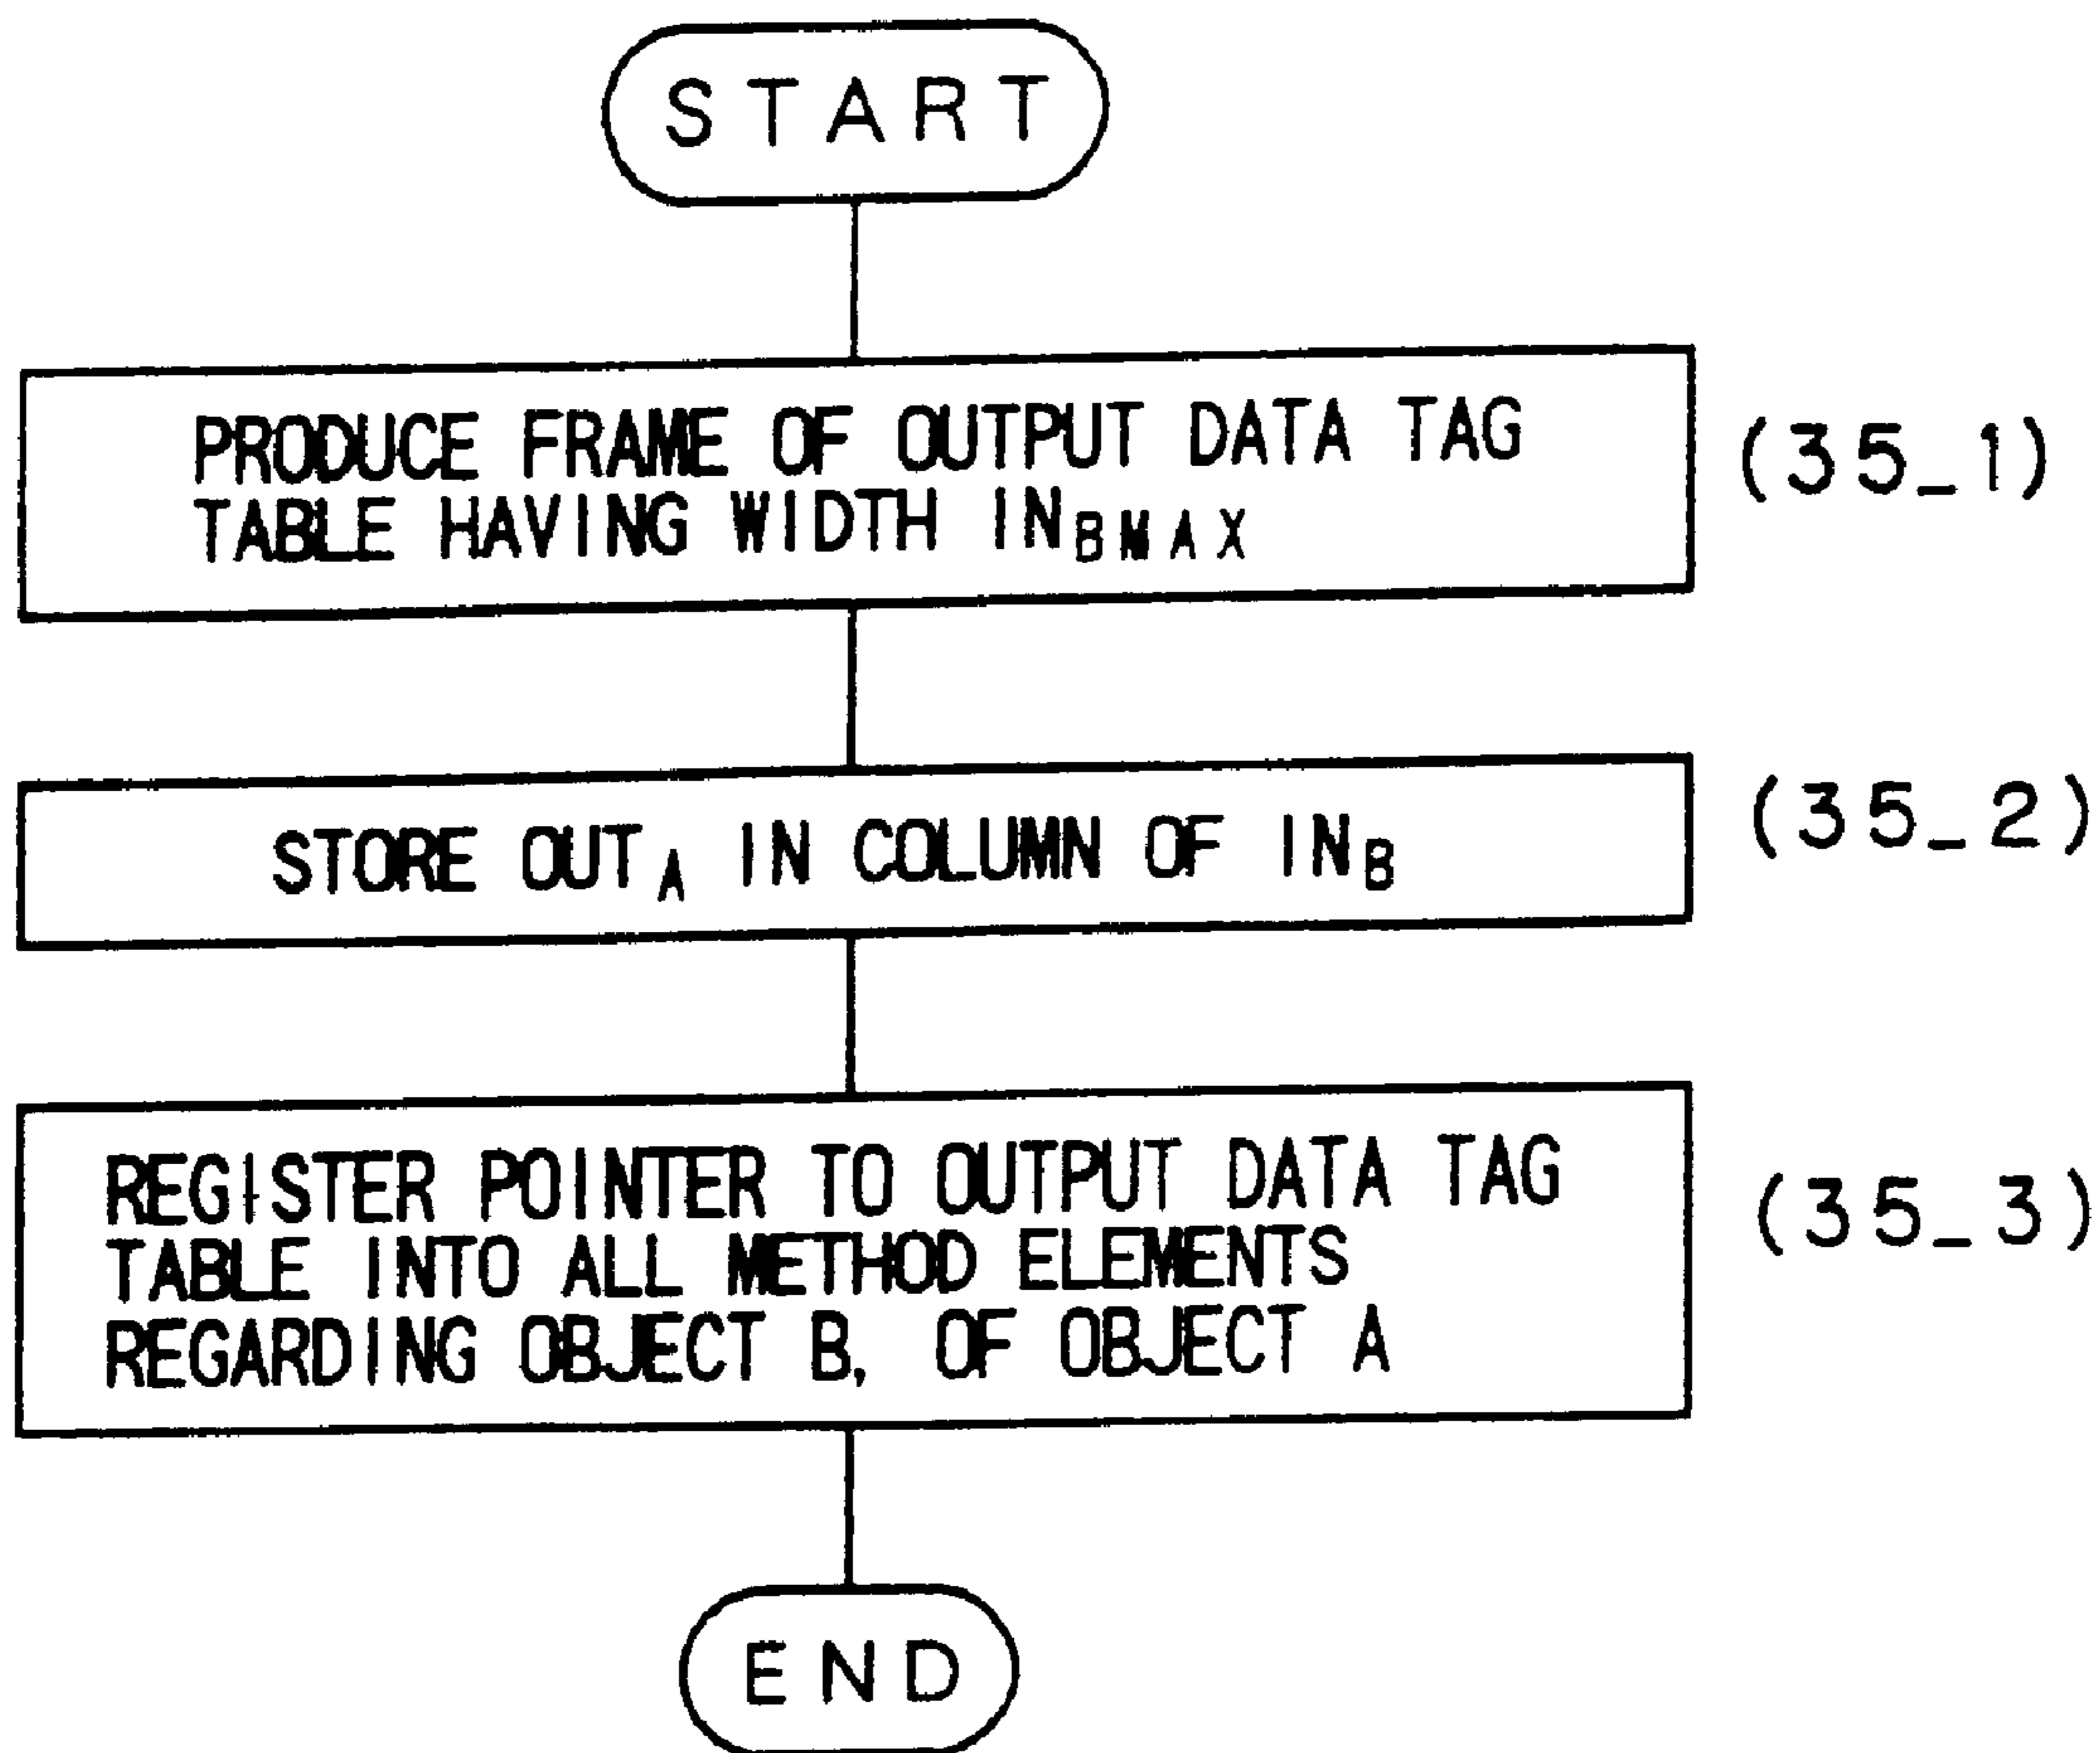 START
PRODUCE FRAME OF OUTPUT DATA TAG
TABLE HAVING WIDTH INBMAX
(35_1)
STORE OUTA IN COLUMN OF INB
(35_2)
REGISTER POINTER TO OUTPUT DATA TAG
TABLE INTO ALL METHOD ELEMENTS
REGARDING OBJECT B, OF OBJECT A
(35_3)
END